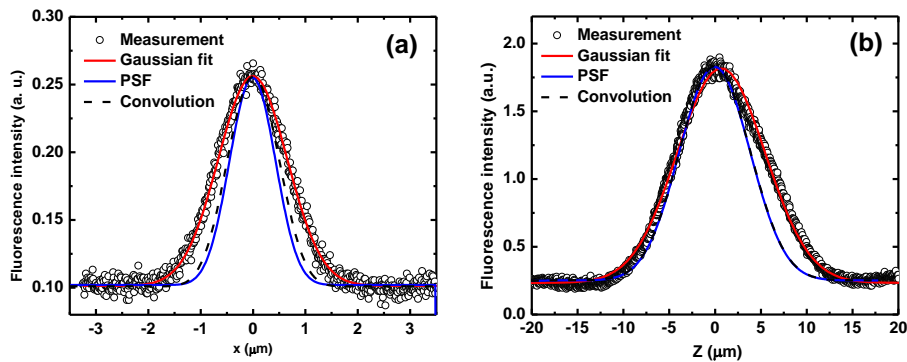 (a)
Measurement
Gaussian fit
PSF
Convolution
Fluorescence intensity (a. u.)
0.30
0.25
0.20
0.15
0.10
-3 -2 -1 0 1 2 3
x (μm)
(b)
Measurement
Gaussian fit
PSF
Convolution
Fluorescence intensity (a.u.)
2.0
1.5
1.0
0.5
0.0
-20 -15 -10 -5 0 5 10 15 20
Z (μm)